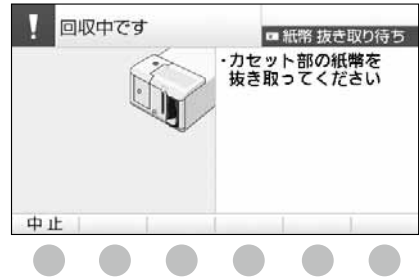 回収中です
紙幣 抜き取り待ち
・カセット部の紙幣を
抜き取ってください
中止